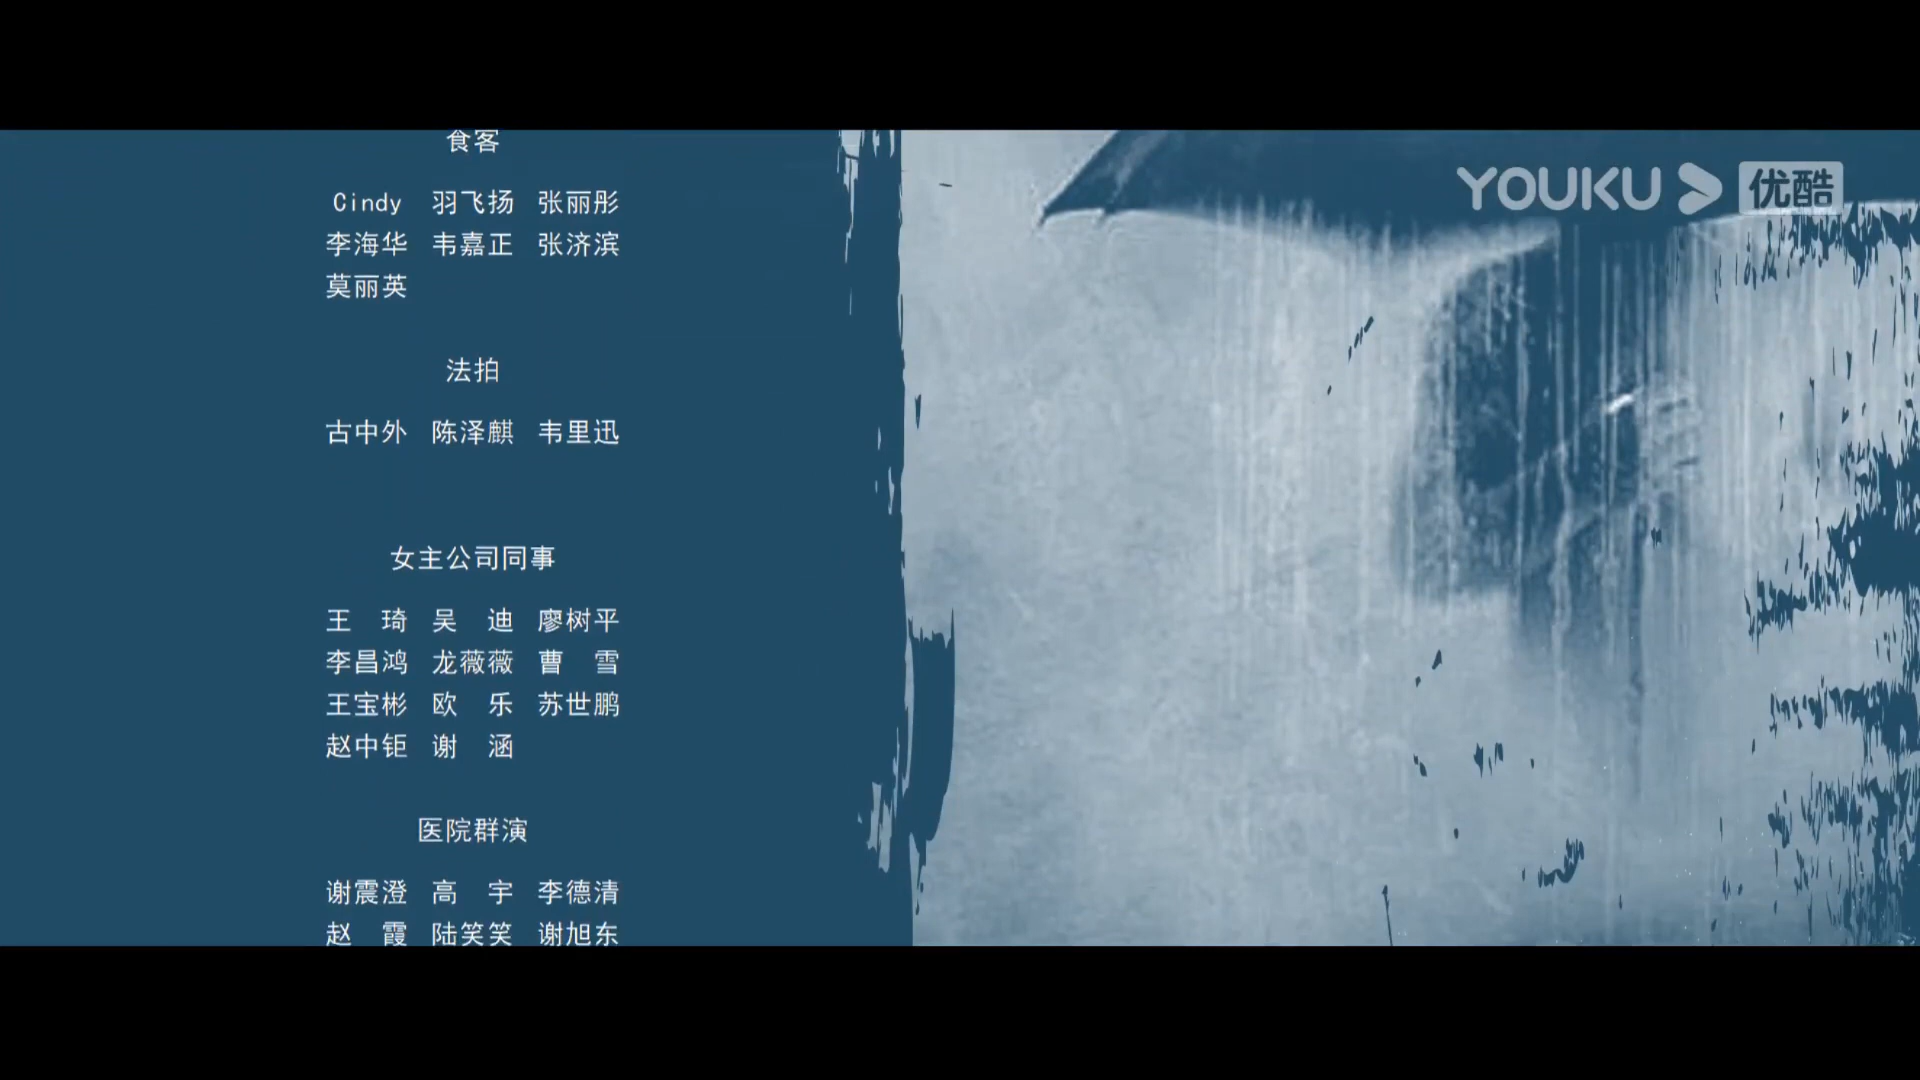 食客
Cindy 羽飞扬 张丽彤
李海华 韦嘉正 张济滨
莫丽英
法拍
古中外 陈泽麒 韦里迅
女主公司同事
王 琦 吴 迪 廖树平
李昌鸿 龙薇薇 曹 雪
王宝彬 欧 乐 苏世鹏
赵中钜 谢 涵
医院群演
谢震澄 高 宇 李德清
赵 霞 陆笑笑 谢旭东
YOUKU 优酷